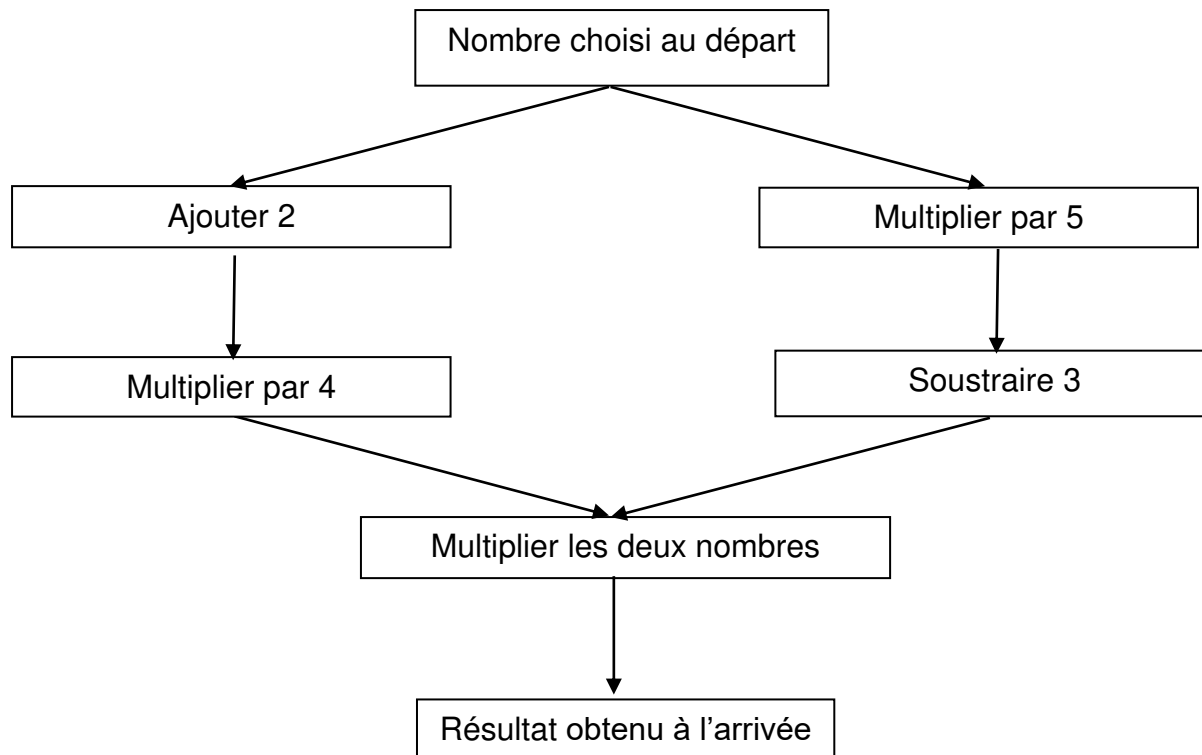 Nombre choisi au départ
Ajouter 2
Multiplier par 5
Multiplier par 4
Soustraire 3
Multiplier les deux nombres
Résultat obtenu à l’arrivée